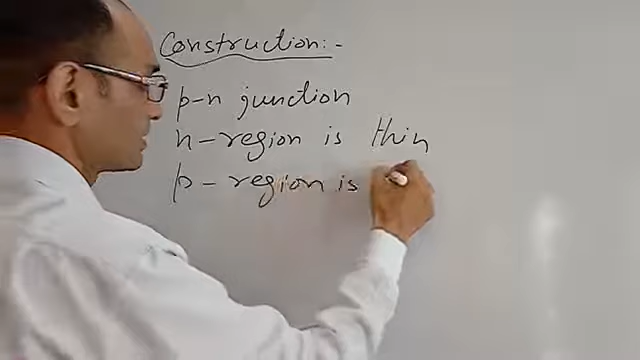 Construction:-
p-n junction
n-region is thin
p-region is